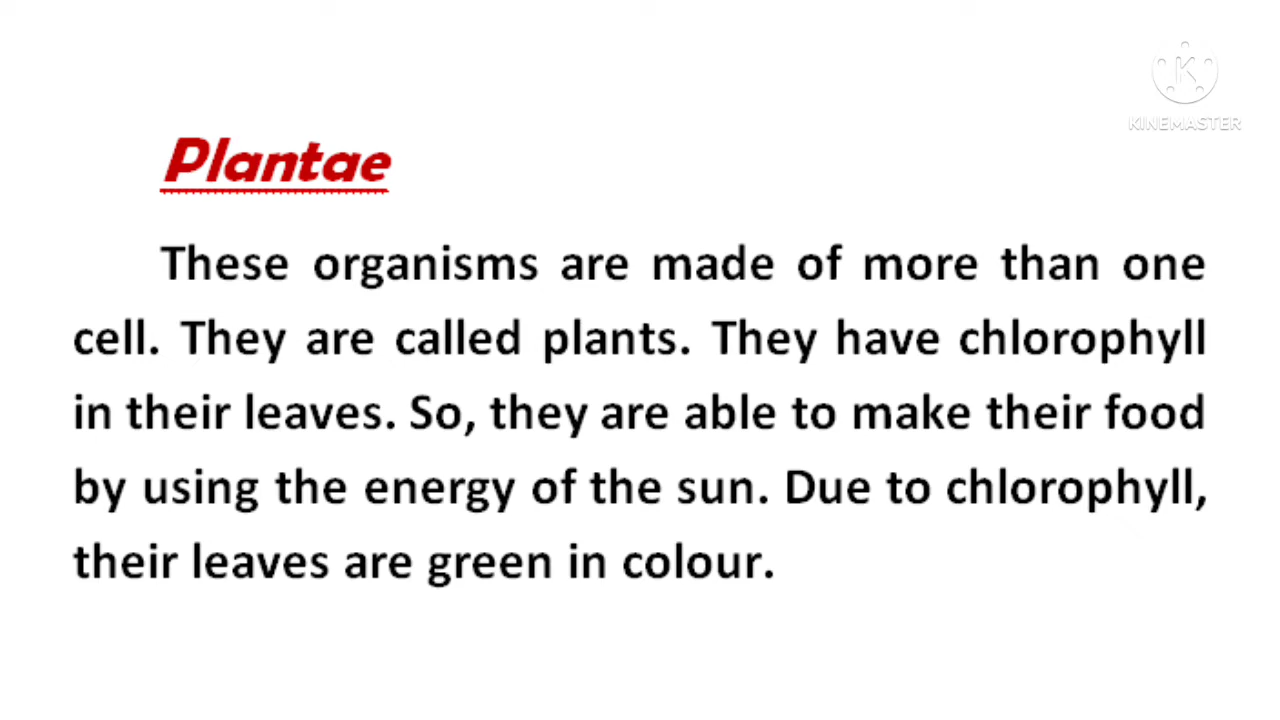 KINEMASTER
Plantae
These organisms are made of more than one
cell. They are called plants. They have chlorophyll
in their leaves. So, they are able to make their food
by using the energy of the sun. Due to chlorophyll,
their leaves are green in colour.